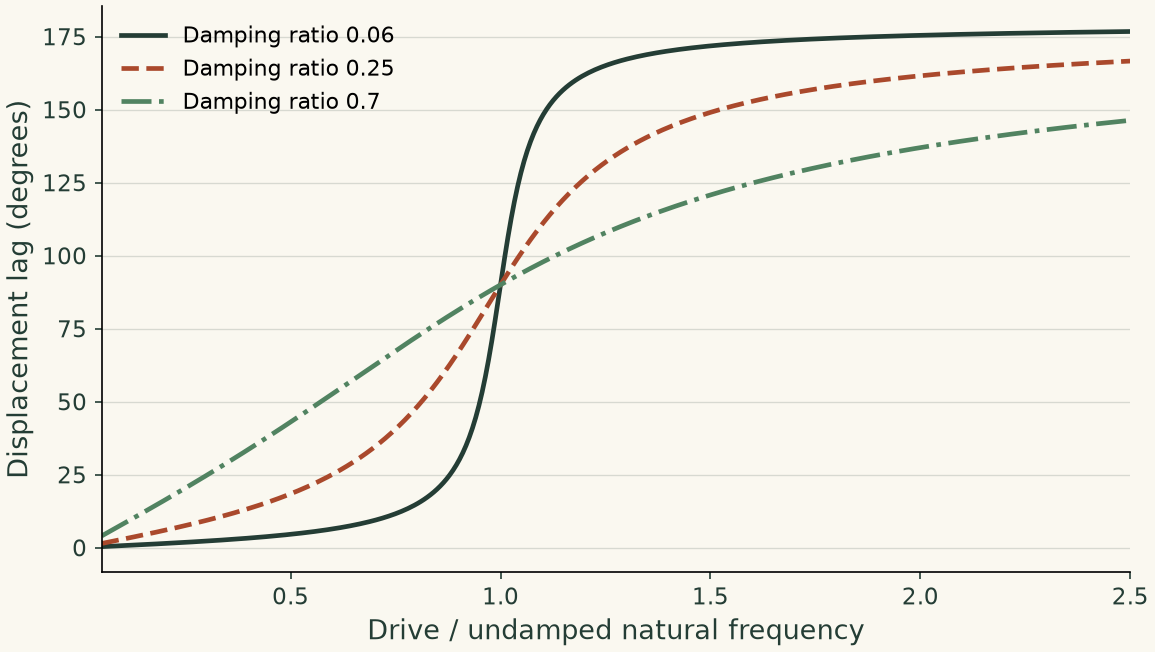 Damping ratio 0.06
Damping ratio 0.25
Damping ratio 0.7
Displacement lag (degrees)
175
150
125
100
75
50
25
0
0.5 1.0 1.5 2.0 2.5
Drive / undamped natural frequency